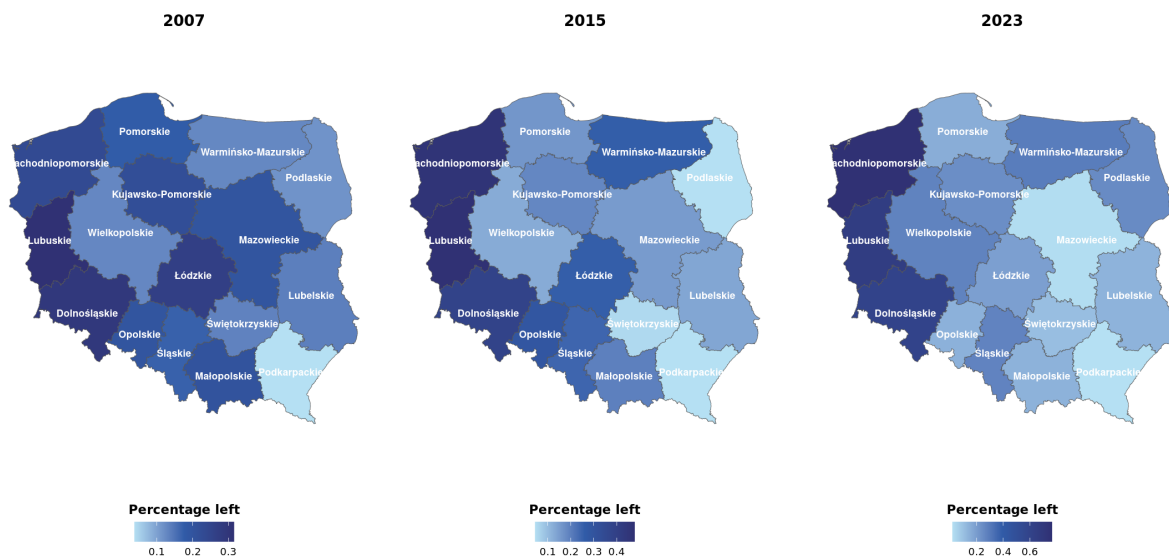 2007
Pomorskie
achodniopomorskie
Warmińsko-Mazurskie
Podlaskie
Kujawsko-Pomorskie
Wielkopolskie
Lubuskie
Mazowieckie
Łódzkie
Lubelskie
Dolnośląskie
Opolskie
Świętokrzyskie
Śląskie
Podkarpackie
Małopolskie
Percentage left
0.1 0.2 0.3
2015
Pomorskie
achodniopomorskie
Warmińsko-Mazurskie
Podlaskie
Kujawsko-Pomorskie
Wielkopolskie
Lubuskie
Mazowieckie
Łódzkie
Lubelskie
Dolnośląskie
Opolskie
Świętokrzyskie
Śląskie
Podkarpackie
Małopolskie
Percentage left
0.1 0.2 0.3 0.4
2023
Pomorskie
achodniopomorskie
Warmińsko-Mazurskie
Podlaskie
Kujawsko-Pomorskie
Wielkopolskie
Lubuskie
Mazowieckie
Łódzkie
Lubelskie
Dolnośląskie
Opolskie
Świętokrzyskie
Śląskie
Podkarpackie
Małopolskie
Percentage left
0.2 0.4 0.6